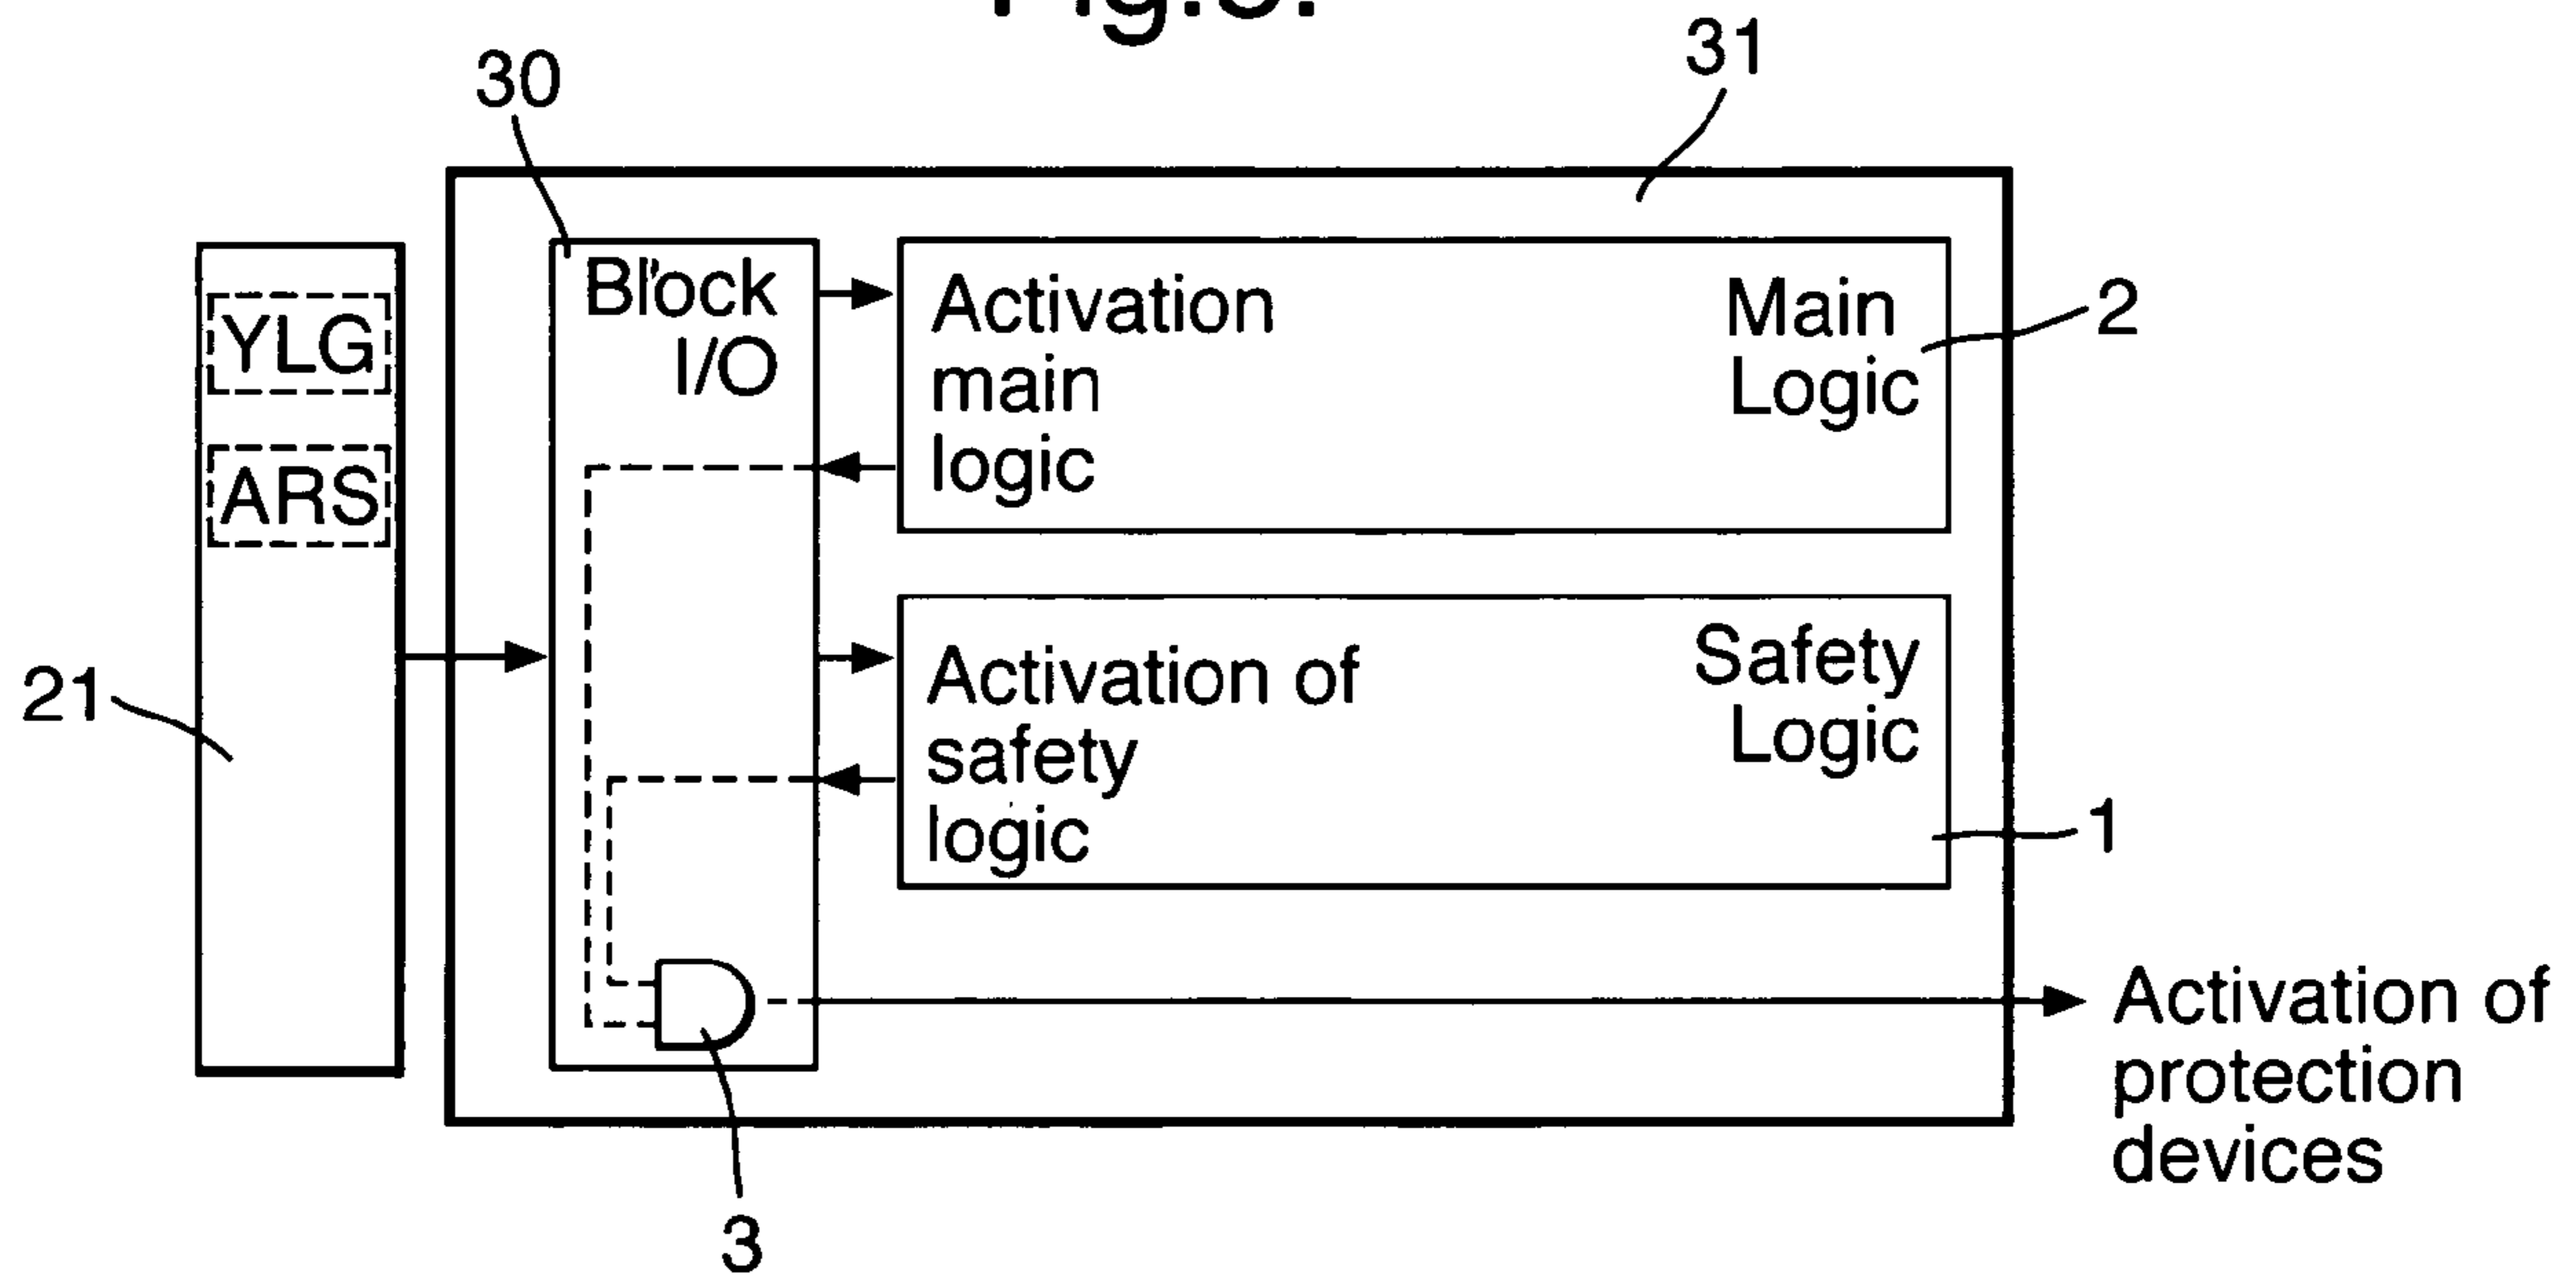 30
31
YLG
ARS
Block
I/O
Activation
main
logic
Main
Logic
2
21
Activation of
safety
logic
Safety
Logic
1
Activation of
protection
devices
3